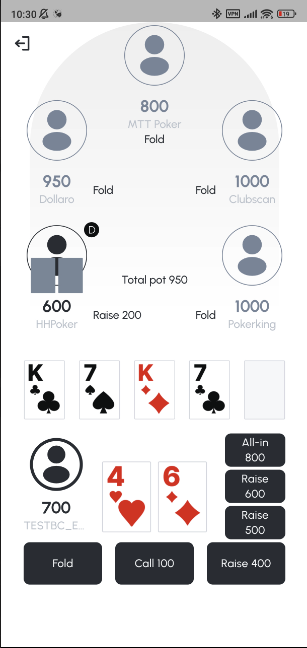 10:30
VPN
19
800
MTT Poker
Fold
950
Dollaro
Fold
Fold
1000
Clubscan
D
Total pot 950
600
HHPoker
Raise 200
Fold
1000
Pokerking
K
7
K
7
All-in
800
Raise
600
Raise
500
4
6
700
TESTBC_E...
Fold
Call 100
Raise 400